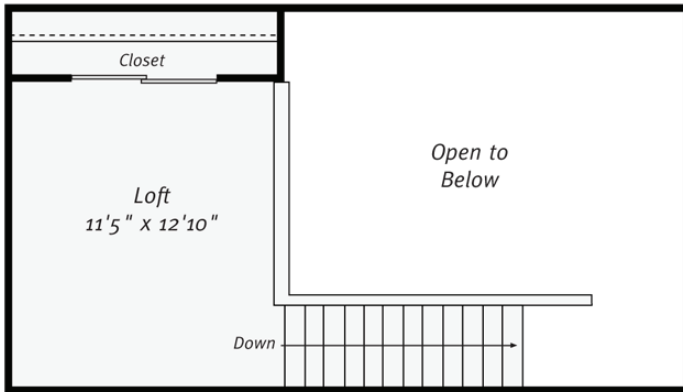 Closet
Open to
Below
Loft
11'5" x 12'10"
Down